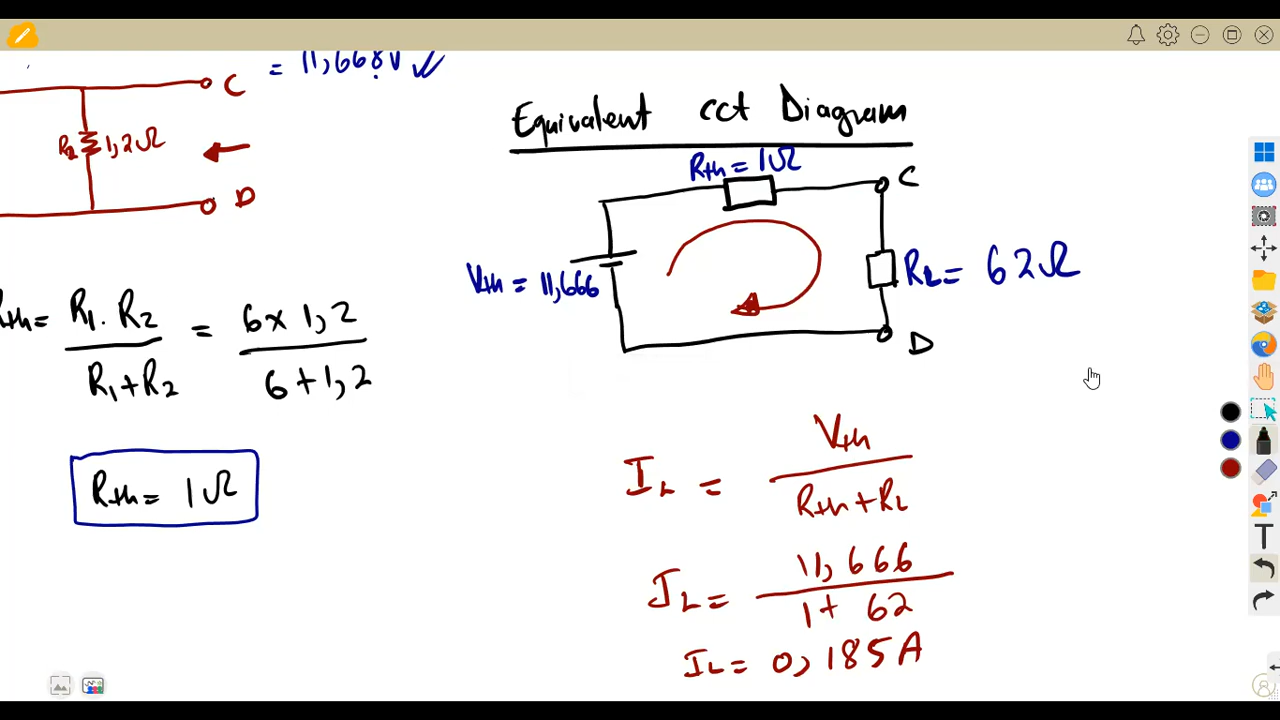 = 11,668V
C
R2 1,2Ω
D
Rth = R1 . R2 / R1 + R2 = 6 x 1,2 / 6 + 1,2
Rth = 1Ω
Equivalent cct Diagram
Rth = 1Ω
C
Vth = 11,666
RL = 62Ω
D
IL = Vth / Rth + RL
IL = 11,666 / 1 + 62
IL = 0,185A
T